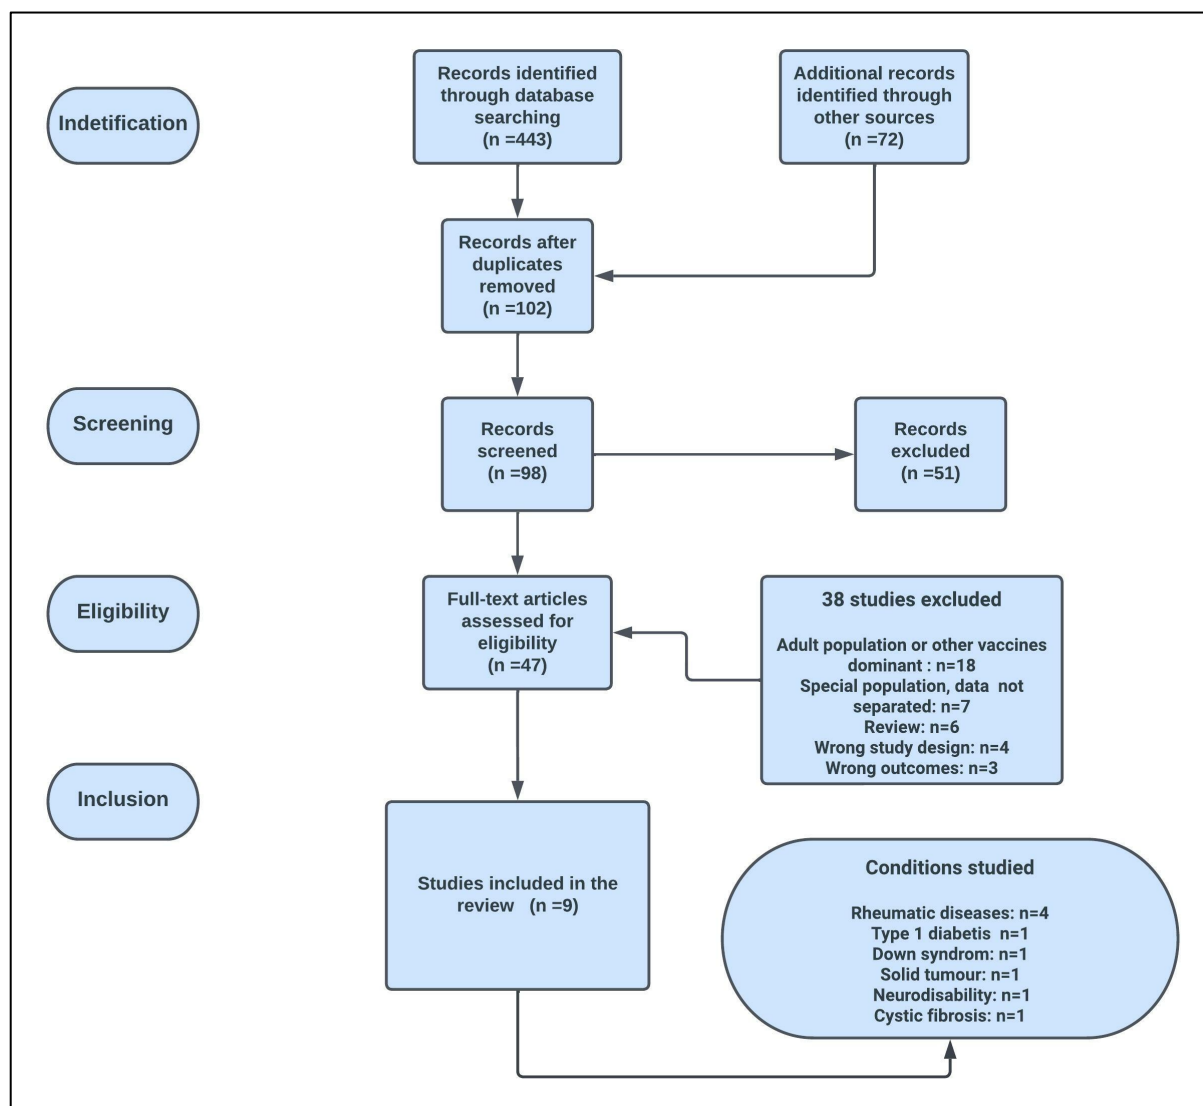 Indetification
Records identified
through database
searching
(n =443)
Additional records
identified through
other sources
(n =72)
Records after
duplicates
removed
(n =102)
Screening
Records
screened
(n =98)
Records
excluded
(n =51)
Eligibility
Full-text articles
assessed for
eligibility
(n =47)
38 studies excluded
Adult population or other vaccines
dominant : n=18
Special population, data not
separated: n=7
Review: n=6
Wrong study design: n=4
Wrong outcomes: n=3
Inclusion
Studies included in the
review (n =9)
Conditions studied
Rheumatic diseases: n=4
Type 1 diabetis n=1
Down syndrom: n=1
Solid tumour: n=1
Neurodisability: n=1
Cystic fibrosis: n=1